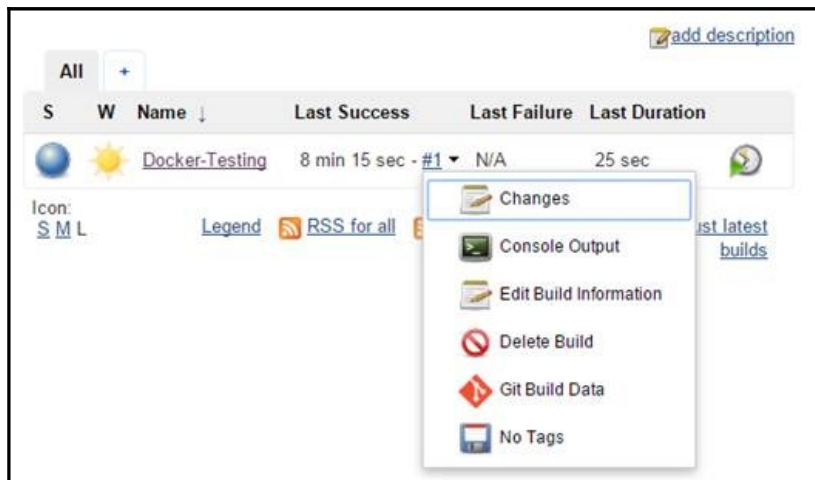 add description
All +
S W Name ↓ Last Success Last Failure Last Duration
Docker-Testing 8 min 15 sec - #1 N/A 25 sec
Icon:
S M L Legend RSS for all latest
builds
Changes
Console Output
Edit Build Information
Delete Build
Git Build Data
No Tags